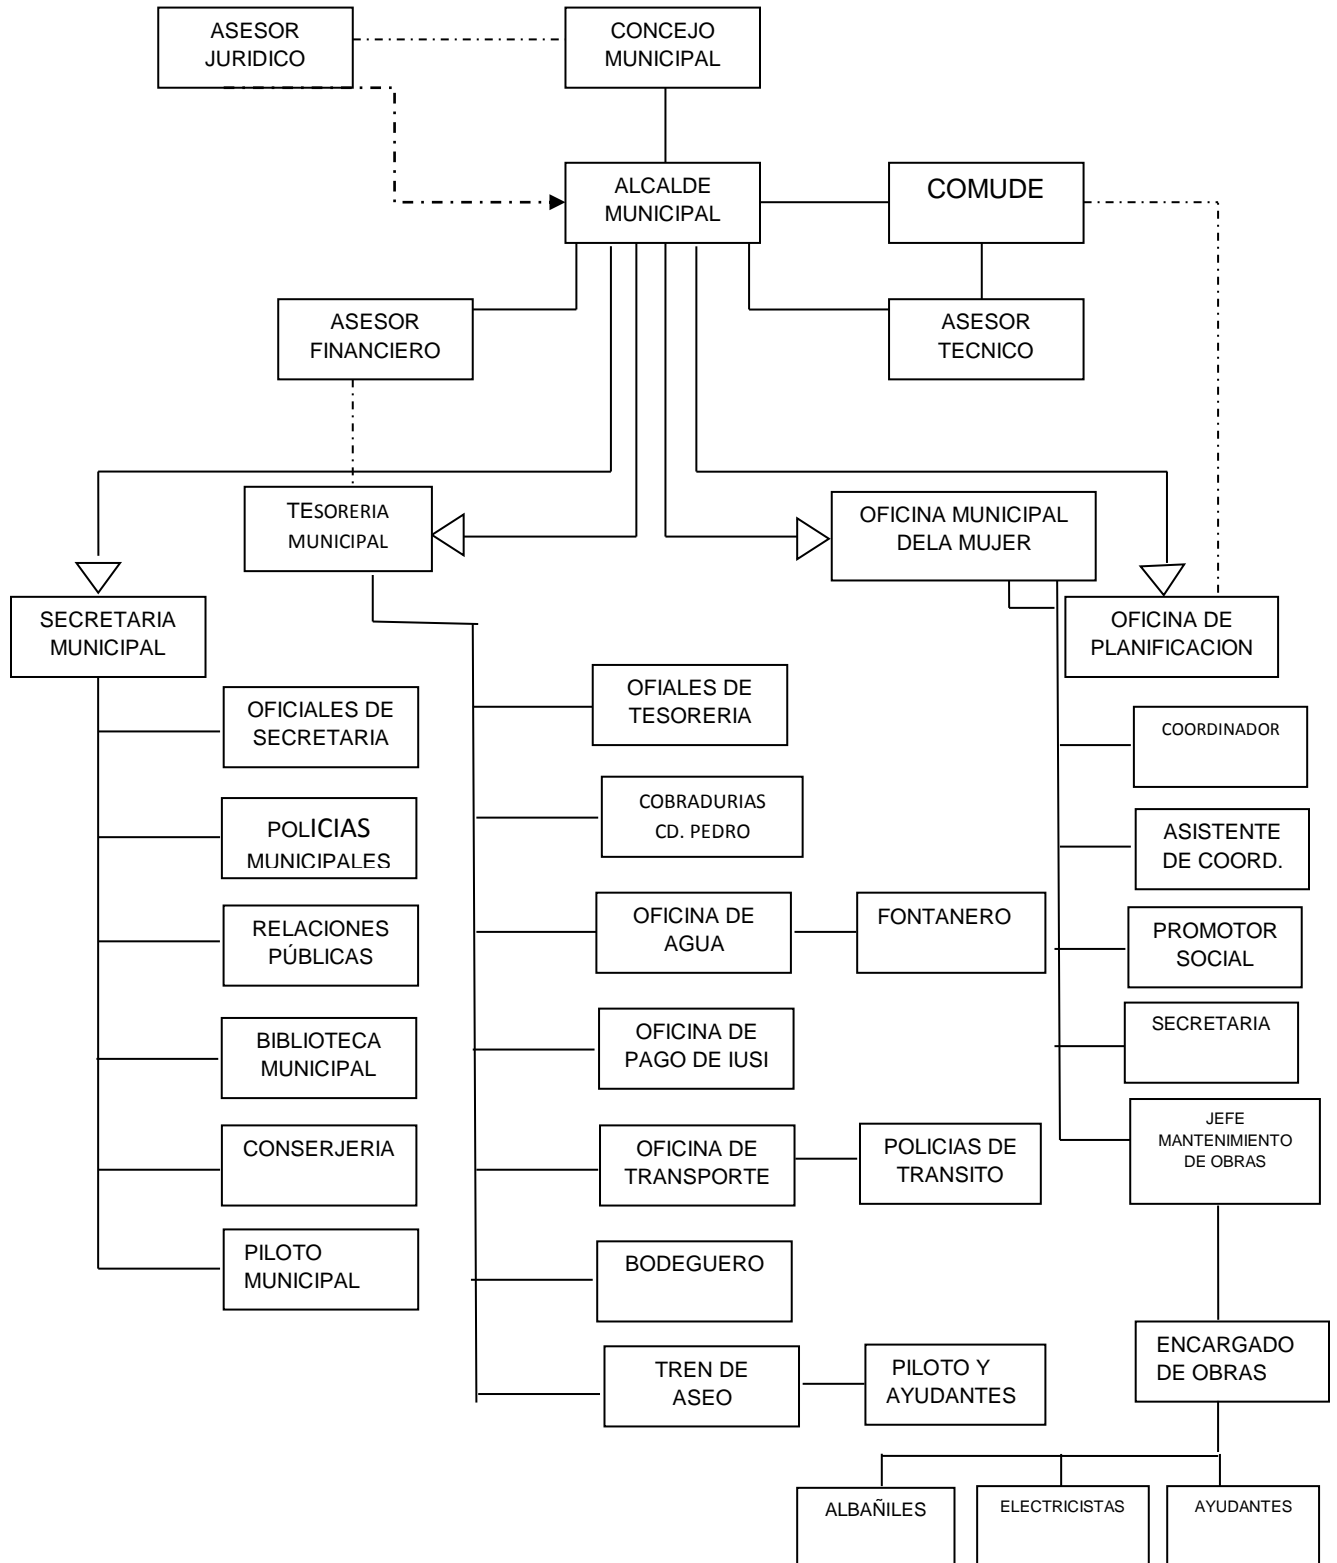 ASESOR
JURIDICO
CONCEJO
MUNICIPAL
ALCALDE
MUNICIPAL
COMUDE
ASESOR
FINANCIERO
ASESOR
TECNICO
TESORERIA
MUNICIPAL
OFICINA MUNICIPAL
DELA MUJER
SECRETARIA
MUNICIPAL
OFICINA DE
PLANIFICACION
OFICIALES DE
SECRETARIA
POLICIAS
MUNICIPALES
RELACIONES
PÚBLICAS
BIBLIOTECA
MUNICIPAL
CONSERJERIA
PILOTO
MUNICIPAL
OFIALES DE
TESORERIA
COBRADURIAS
CD. PEDRO
OFICINA DE
AGUA
FONTANERO
OFICINA DE
PAGO DE IUSI
OFICINA DE
TRANSPORTE
POLICIAS DE
TRANSITO
BODEGUERO
TREN DE
ASEO
PILOTO Y
AYUDANTES
COORDINADOR
ASISTENTE
DE COORD.
PROMOTOR
SOCIAL
SECRETARIA
JEFE
MANTENIMIENTO
DE OBRAS
ENCARGADO
DE OBRAS
ALBAÑILES
ELECTRICISTAS
AYUDANTES